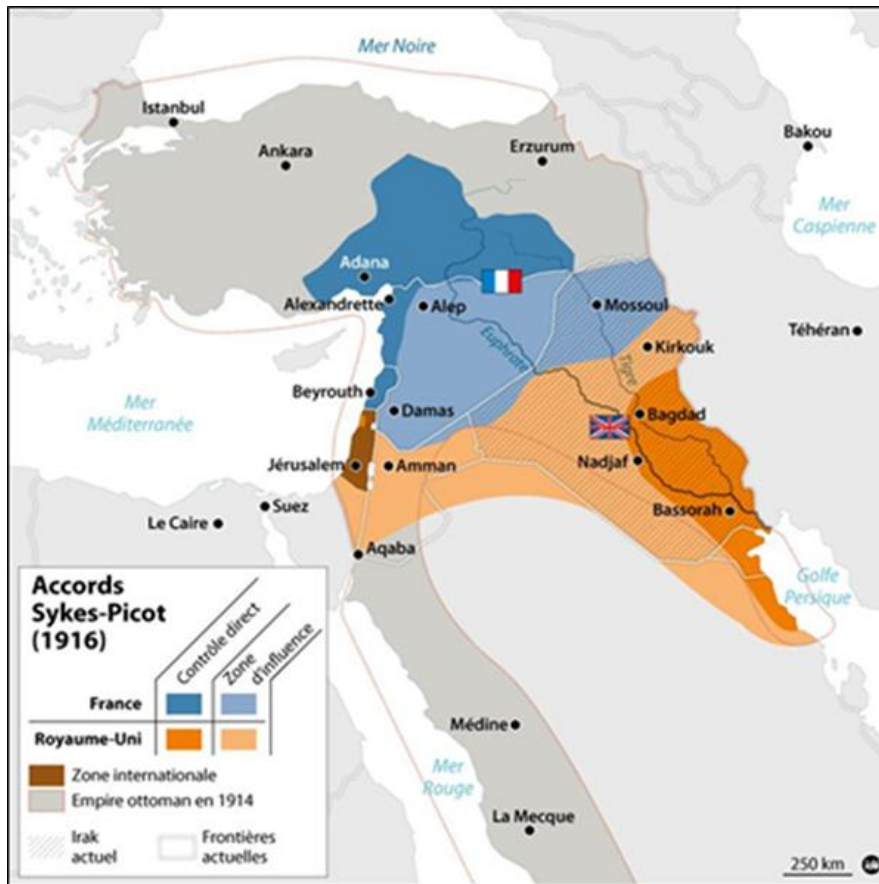 Mer Noire
Istanbul
Ankara
Erzurum
Bakou
Mer
Caspienne
Adana
Alexandrette
Alep
Mossoul
Téhéran
Euphrate
Tigre
Kirkouk
Beyrouth
Damas
Bagdad
Mer
Méditerranée
Jérusalem
Amman
Nadjaf
Suez
Le Caire
Bassorah
Aqaba
Golfe
Persique
Accords
Sykes-Picot
(1916)
Contrôle direct
Zone
d'influence
France
Royaume-Uni
Zone internationale
Empire ottoman en 1914
Irak
actuel
Frontières
actuelles
Médine
Mer
Rouge
La Mecque
250 km